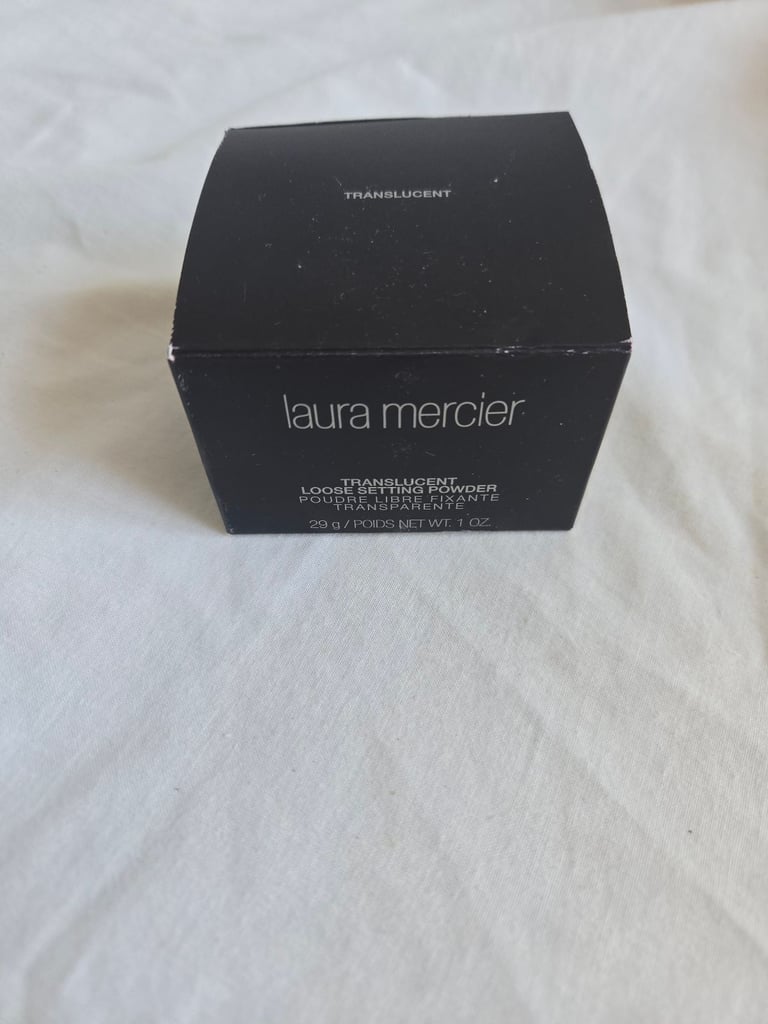 TRANSLUCENT
laura mercier
TRANSLUCENT
LOOSE SETTING POWDER
POUDRE LIBRE FIXANTE
TRANSPARENTE
29 g / POIDS NET WT. 1 OZ.